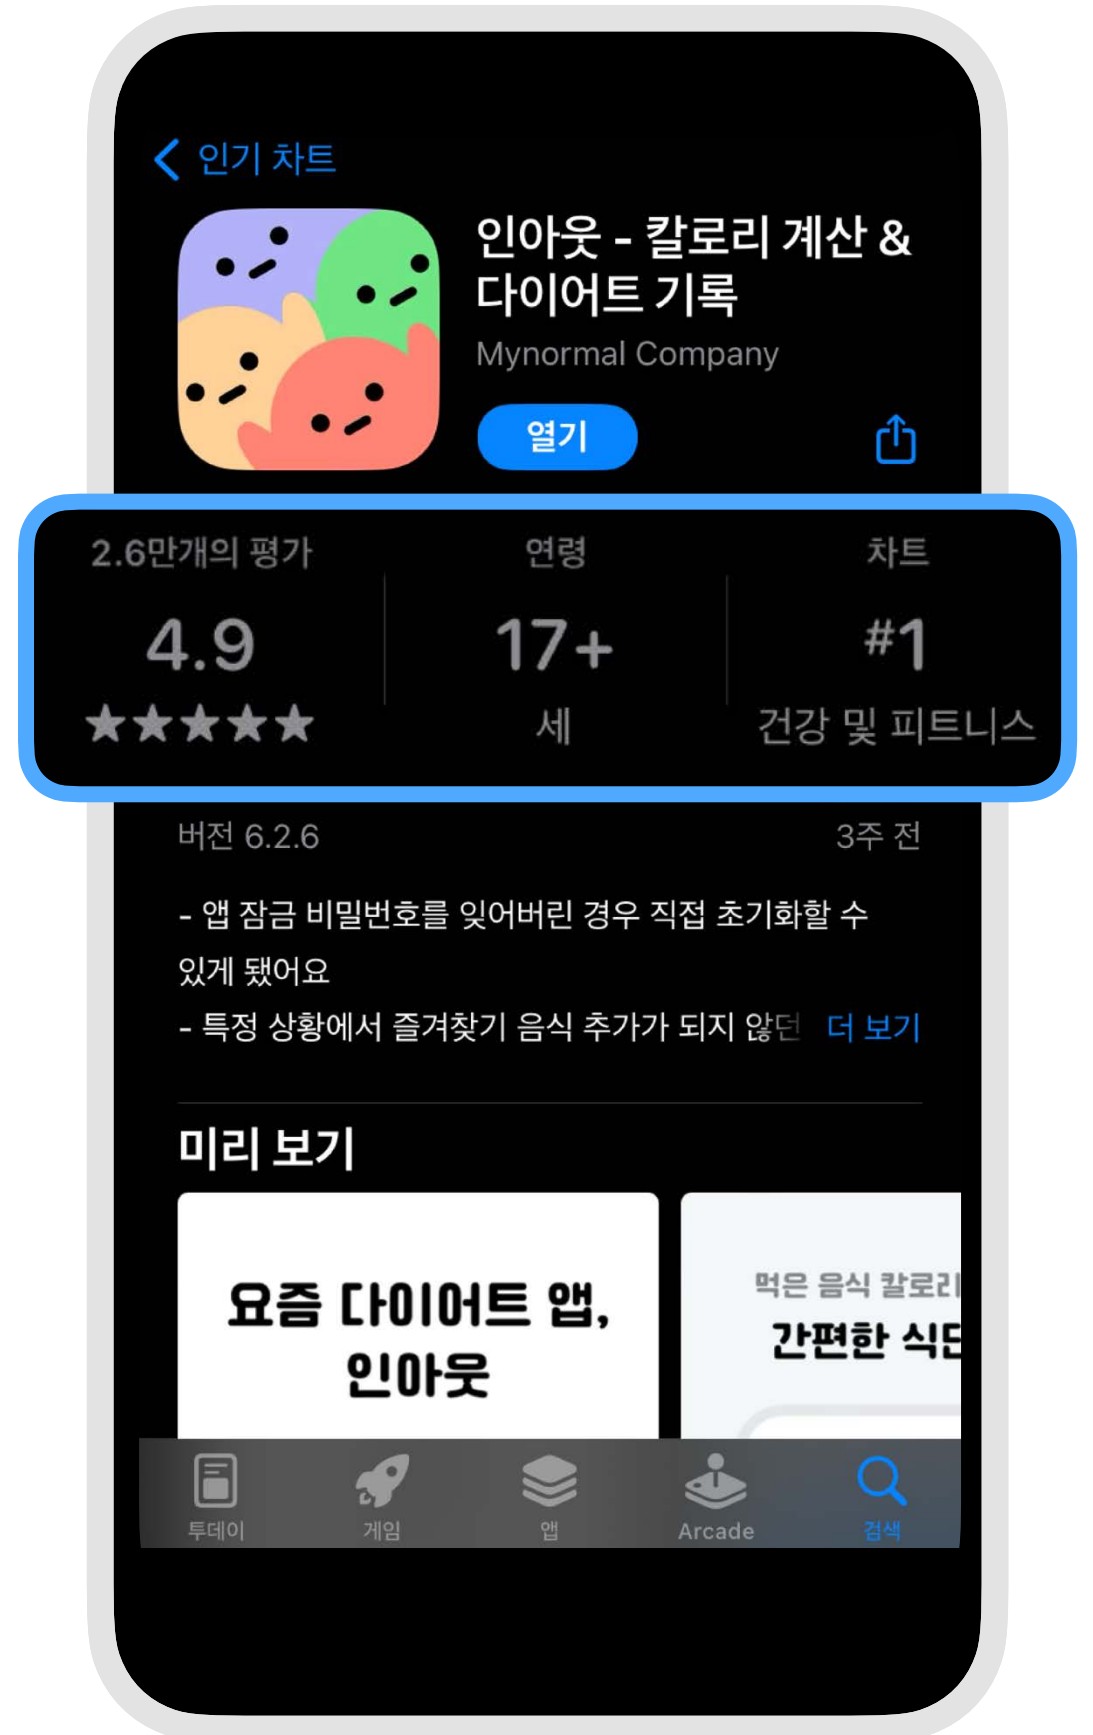 인기 차트
인아웃 - 칼로리 계산 &
다이어트 기록
Mynormal Company
열기
2.6만개의 평가
4.9
★★★★★
연령
17+
세
차트
#1
건강 및 피트니스
버전 6.2.6
3주 전
- 앱 잠금 비밀번호를 잊어버린 경우 직접 초기화할 수
있게 됐어요
- 특정 상황에서 즐겨찾기 음식 추가가 되지 않던
더 보기
미리 보기
요즘 다이어트 앱,
인아웃
먹은 음식 칼로리
간편한 식단
투데이
게임
앱
Arcade
검색